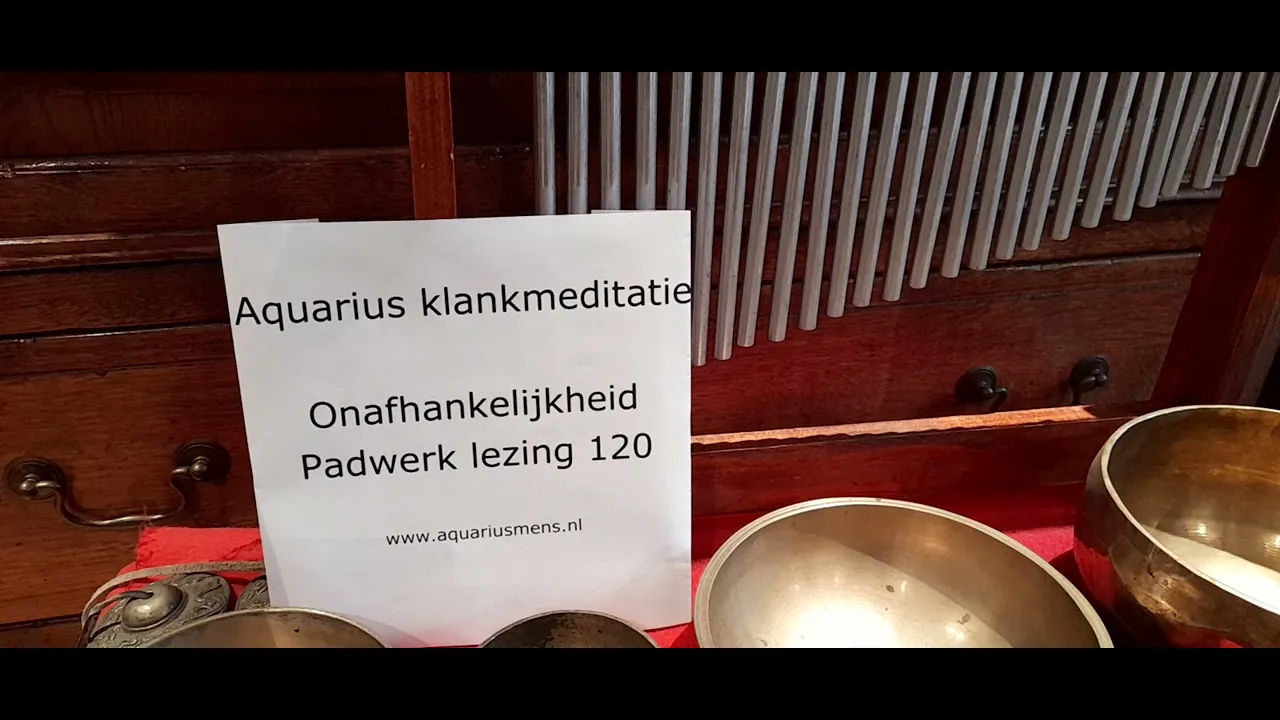 Aquarius klankmeditatie
Onafhankelijkheid
Padwerk lezing 120
www.aquariusmens.nl